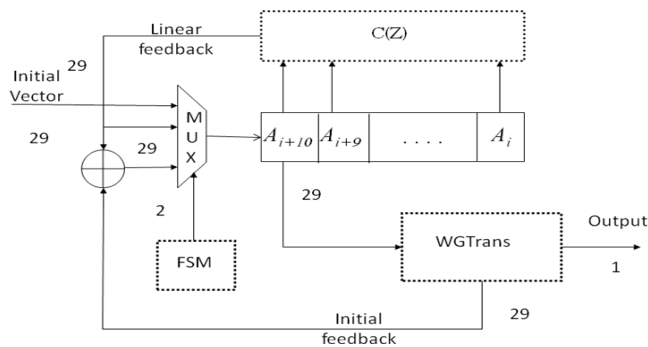 Linear
feedback
C(Z)
29
Initial
Vector
M
U
X
A_{i+10} A_{i+9} . . . . A_i
29
29
29
2
FSM
WGTrans
Output
1
29
Initial
feedback